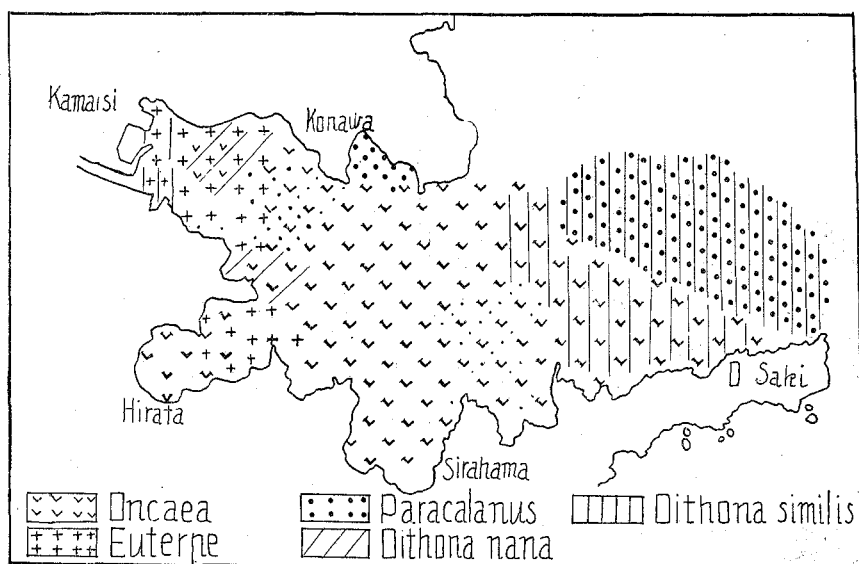 Kamaisi
Konawa
O Saki
Hirata
Sirahama
Oncaea
Paracalanus
Oithona similis
Euterpe
Oithona nana